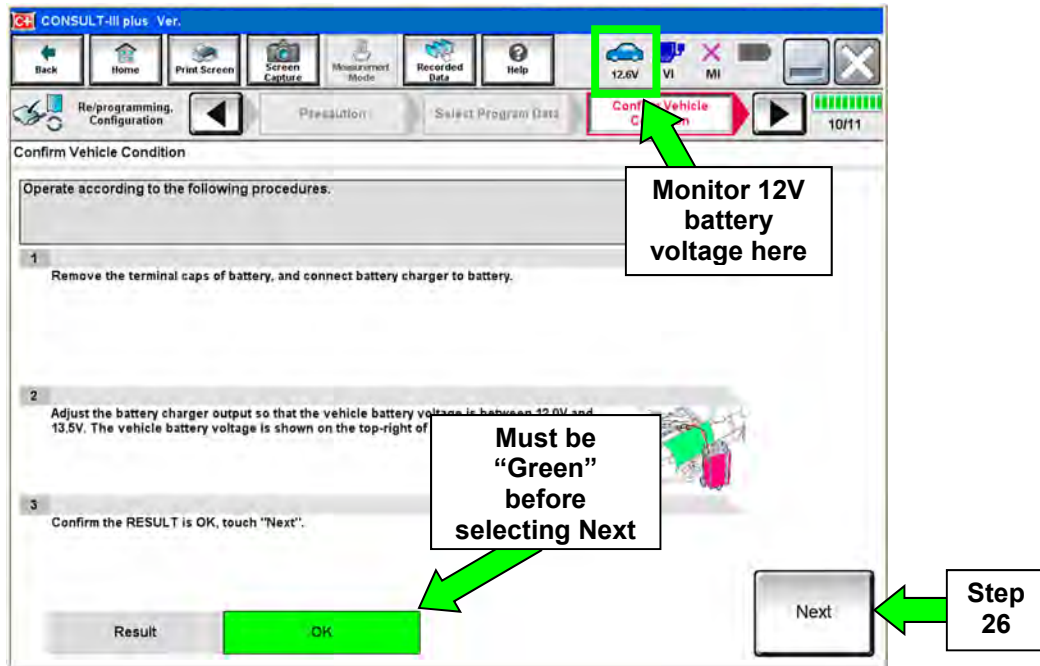 CONSULT-III plus Ver.
Back
Home
Print Screen
Screen
Capture
Measurement
Mode
Recorded
Data
Help
12.6V
VI
MI
Re/programming,
Configuration
Precaution
Select Program Data
Confirm Vehicle
10/11
Confirm Vehicle Condition
Operate according to the following procedures.
Monitor 12V
battery
voltage here
1
Remove the terminal caps of battery, and connect battery charger to battery.
2
Adjust the battery charger output so that the vehicle battery voltage is between 12.0V and
13.5V. The vehicle battery voltage is shown on the top-right of
Must be
“Green”
before
selecting Next
3
Confirm the RESULT is OK, touch "Next".
Result
OK
Next
Step
26